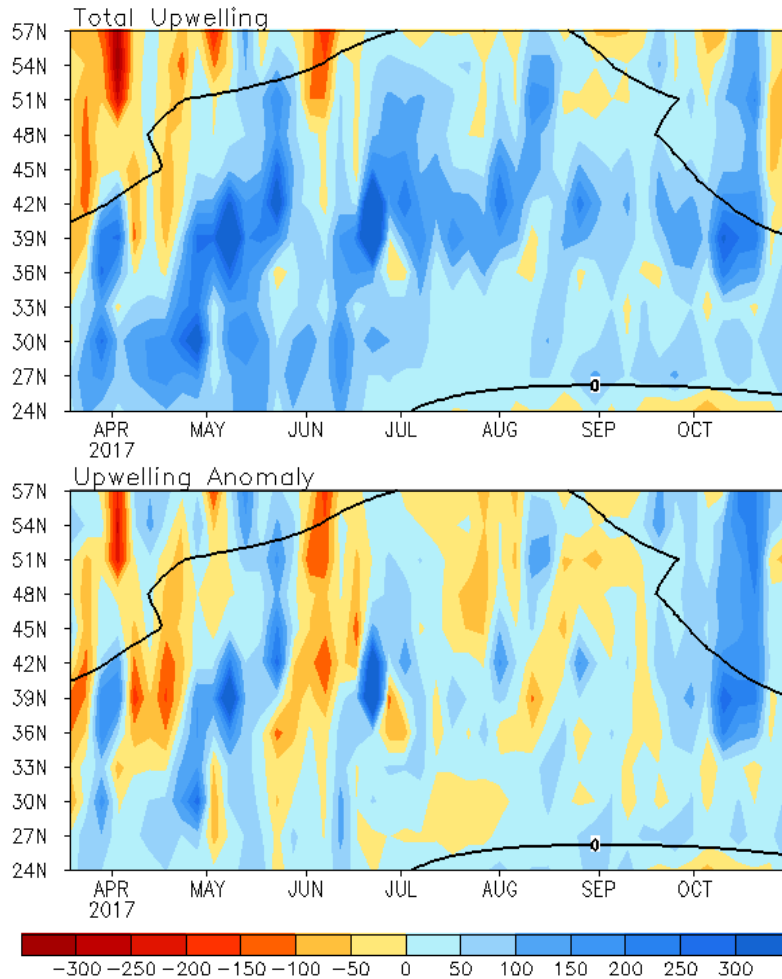 Total Upwelling
57N
54N
51N
48N
45N
42N
39N
36N
33N
30N
27N
24N
0
APR MAY JUN JUL AUG SEP OCT
2017
Upwelling Anomaly
57N
54N
51N
48N
45N
42N
39N
36N
33N
30N
27N
24N
0
APR MAY JUN JUL AUG SEP OCT
2017
-300 -250 -200 -150 -100 -50 0 50 100 150 200 250 300